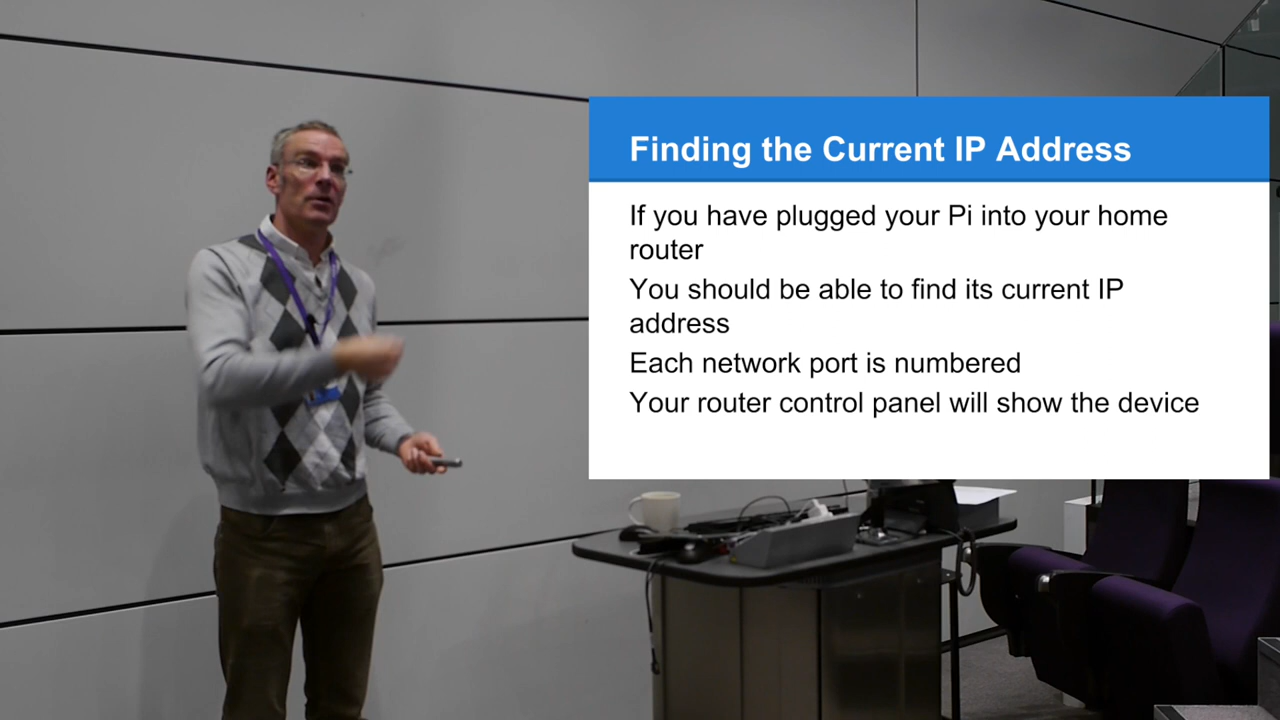 Finding the Current IP Address
If you have plugged your Pi into your home
router
You should be able to find its current IP
address
Each network port is numbered
Your router control panel will show the device